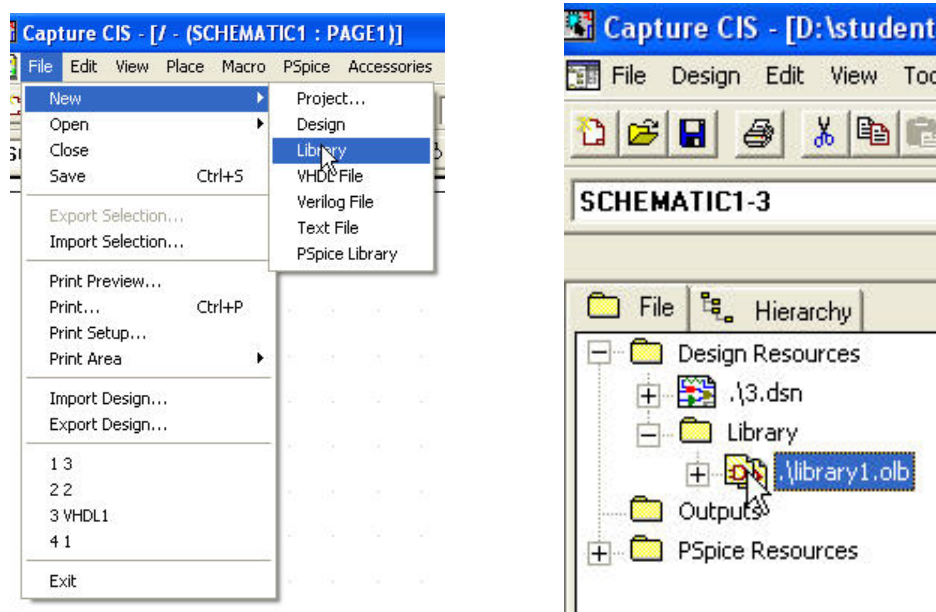 Capture CIS - [/ - (SCHEMATIC1 : PAGE1)]
File Edit View Place Macro PSpice Accessories
New
Open
Close
Save Ctrl+S
Export Selection...
Import Selection...
Print Preview...
Print... Ctrl+P
Print Setup...
Print Area
Import Design...
Export Design...
1 3
2 2
3 VHDL1
4 1
Exit
Project...
Design
Library
VHDL File
Verilog File
Text File
PSpice Library
Capture CIS - [D:\student
File Design Edit View
SCHEMATIC1-3
File Hierarchy
Design Resources
.\3.dsn
Library
.\library1.olb
Outputs
PSpice Resources